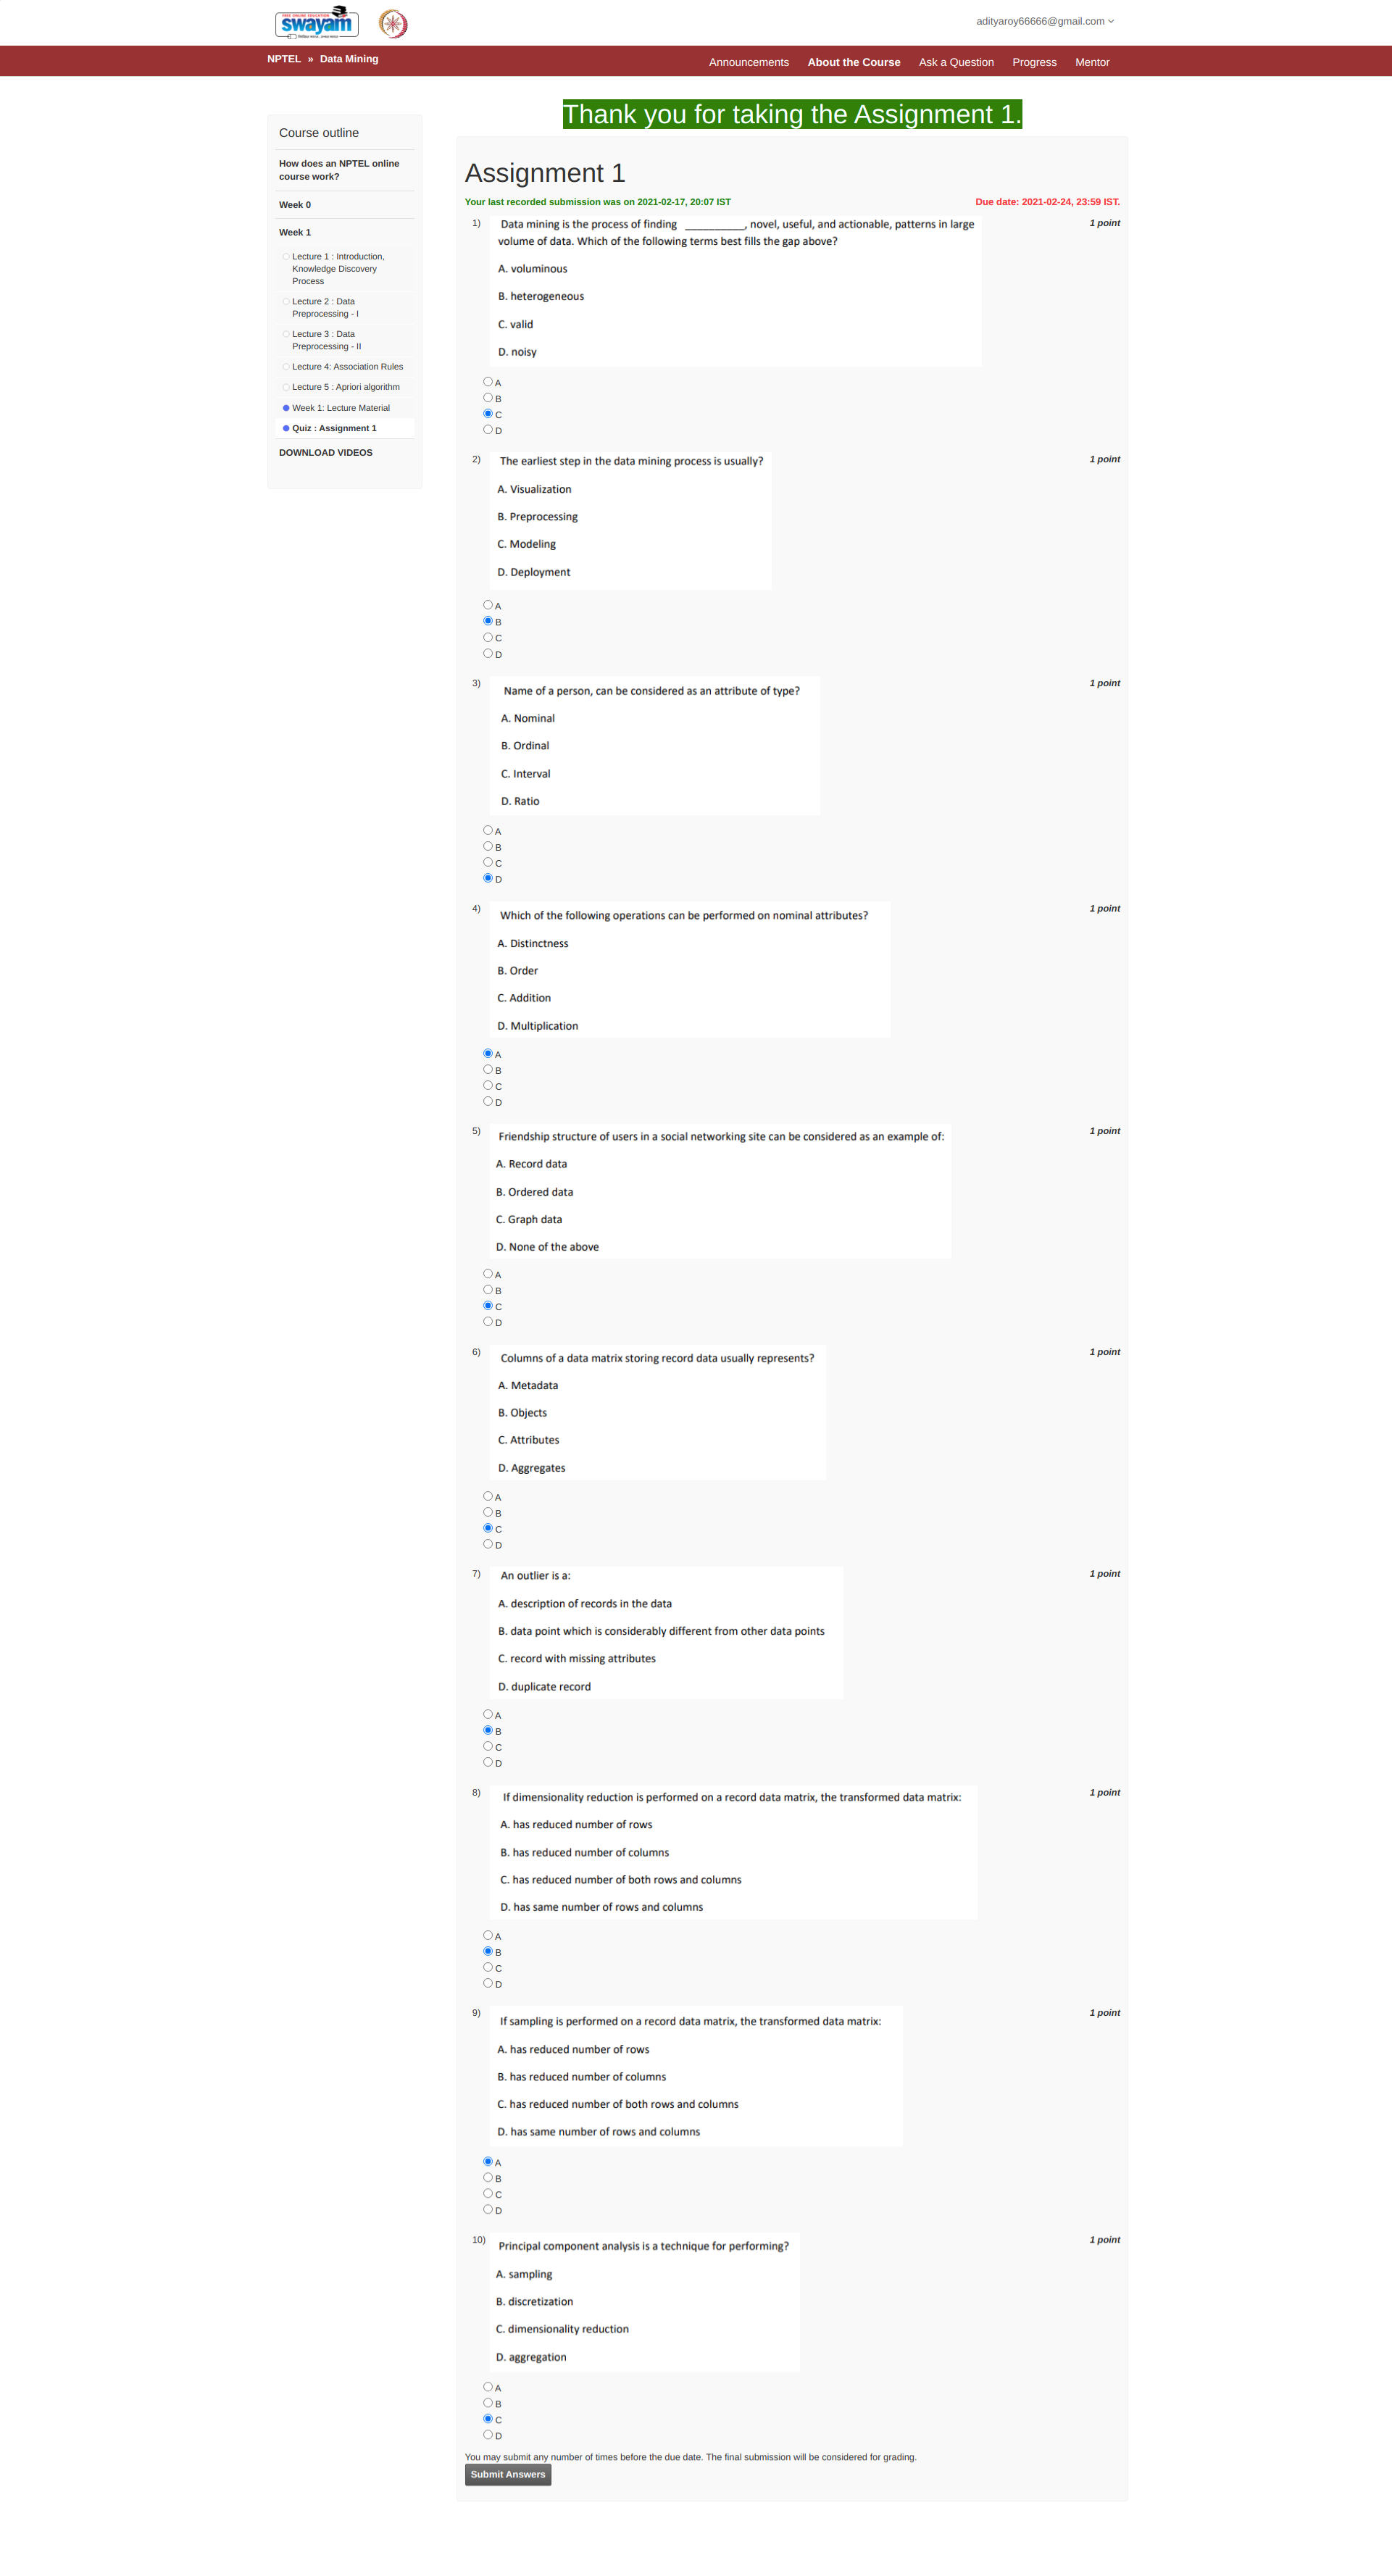 FREE ONLINE EDUCATION
swayam
adityaroy66666@gmail.com
NPTEL » Data Mining
Announcements About the Course Ask a Question Progress Mentor
Thank you for taking the Assignment 1.
Course outline
How does an NPTEL online
course work?
Week 0
Week 1
Lecture 1 : Introduction,
Knowledge Discovery
Process
Lecture 2 : Data
Preprocessing - I
Lecture 3 : Data
Preprocessing - II
Lecture 4: Association Rules
Lecture 5 : Apriori algorithm
Week 1: Lecture Material
Quiz : Assignment 1
DOWNLOAD VIDEOS
Assignment 1
Your last recorded submission was on 2021-02-17, 20:07 IST Due date: 2021-02-24, 23:59 IST.
1) Data mining is the process of finding __________, novel, useful, and actionable, patterns in large 1 point
volume of data. Which of the following terms best fills the gap above?
A. voluminous
B. heterogeneous
C. valid
D. noisy
A
B
C
D
2) The earliest step in the data mining process is usually? 1 point
A. Visualization
B. Preprocessing
C. Modeling
D. Deployment
A
B
C
D
3) Name of a person, can be considered as an attribute of type? 1 point
A. Nominal
B. Ordinal
C. Interval
D. Ratio
A
B
C
D
4) Which of the following operations can be performed on nominal attributes? 1 point
A. Distinctness
B. Order
C. Addition
D. Multiplication
A
B
C
D
5) Friendship structure of users in a social networking site can be considered as an example of: 1 point
A. Record data
B. Ordered data
C. Graph data
D. None of the above
A
B
C
D
6) Columns of a data matrix storing record data usually represents? 1 point
A. Metadata
B. Objects
C. Attributes
D. Aggregates
A
B
C
D
7) An outlier is a: 1 point
A. description of records in the data
B. data point which is considerably different from other data points
C. record with missing attributes
D. duplicate record
A
B
C
D
8) If dimensionality reduction is performed on a record data matrix, the transformed data matrix: 1 point
A. has reduced number of rows
B. has reduced number of columns
C. has reduced number of both rows and columns
D. has same number of rows and columns
A
B
C
D
9) If sampling is performed on a record data matrix, the transformed data matrix: 1 point
A. has reduced number of rows
B. has reduced number of columns
C. has reduced number of both rows and columns
D. has same number of rows and columns
A
B
C
D
10) Principal component analysis is a technique for performing? 1 point
A. sampling
B. discretization
C. dimensionality reduction
D. aggregation
A
B
C
D
You may submit any number of times before the due date. The final submission will be considered for grading.
Submit Answers